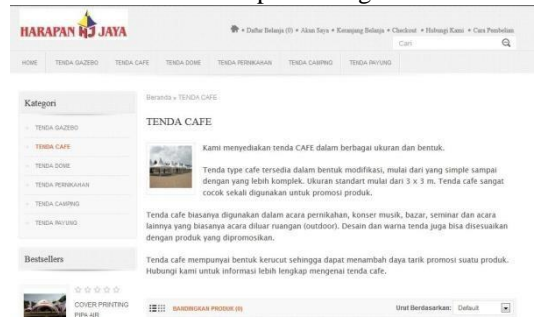 HARAPAN HJ JAYA
• Daftar Belanja (0) • Akun Saya • Keranjang Belanja • Checkout • Hubungi Kami • Cara Pembelian
Cari
HOME TENDA GAZEBO TENDA CAFE TENDA DOME TENDA PERNIKAHAN TENDA CAMPING TENDA PAYUNG
Kategori
TENDA GAZEBO
TENDA CAFE
TENDA DOME
TENDA PERNIKAHAN
TENDA CAMPING
TENDA PAYUNG
Bestsellers
COVER PRINTING
PIPA AIR
Beranda » TENDA CAFE
TENDA CAFE
Kami menyediakan tenda CAFE dalam berbagai ukuran dan bentuk.
Tenda type cafe tersedia dalam bentuk modifikasi, mulai dari yang simple sampai
dengan yang lebih komplek. Ukuran standart mulai dari 3 x 3 m. Tenda cafe sangat
cocok sekali digunakan untuk promosi produk.
Tenda cafe biasanya digunakan dalam acara pernikahan, konser musik, bazar, seminar dan acara
lainnya yang biasanya acara diluar ruangan (outdoor). Desain dan warna tenda juga bisa disesuaikan
dengan produk yang dipromosikan.
Tenda cafe mempunyai bentuk kerucut sehingga dapat menambah daya tarik promosi suatu produk.
Hubungi kami untuk informasi lebih lengkap mengenai tenda cafe.
BANDINGKAN PRODUK (0)
Urut Berdasarkan: Default